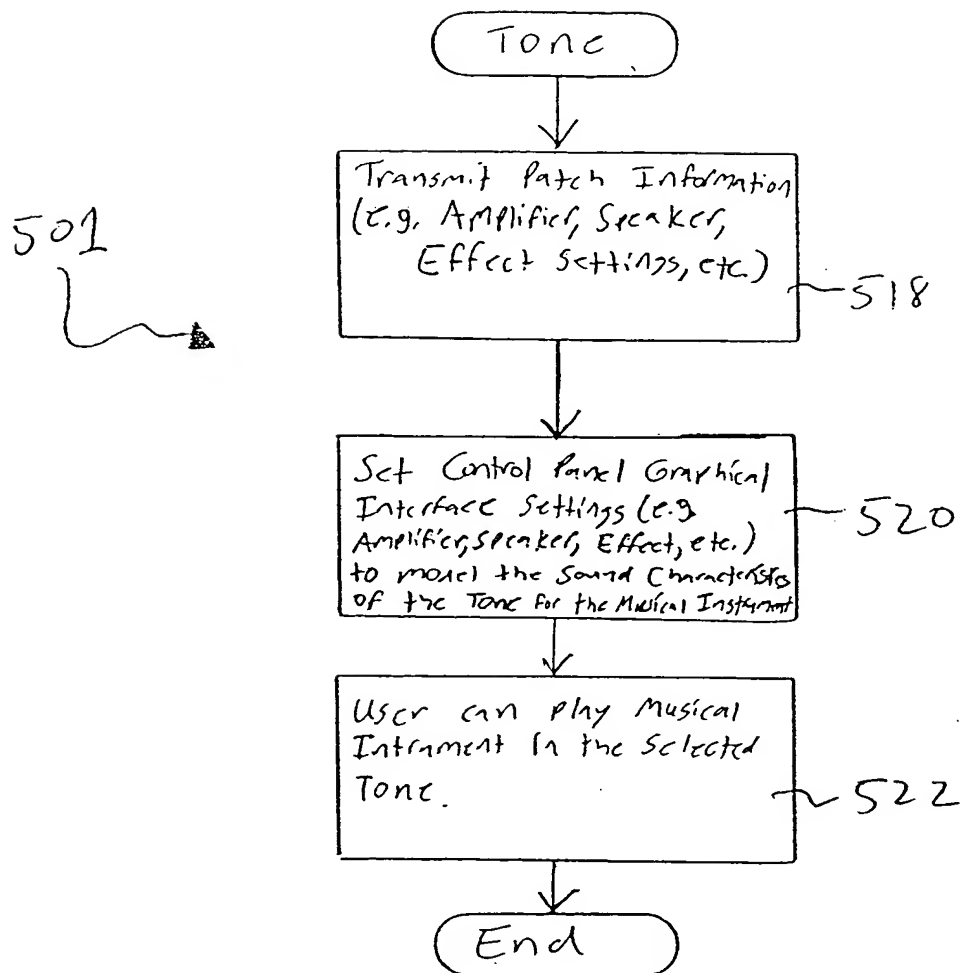 Tone
Transmit Patch Information
(e.g. Amplifier, Speaker,
Effect Settings, etc.)
518
501
Set Control Panel Graphical
Interface Settings (e.g.
Amplifier, Speaker, Effect, etc.)
to model the Sound Characteristics
of the Tone for the Musical Instrument
520
User can play Musical
Intrument in the Selected
Tone.
522
End